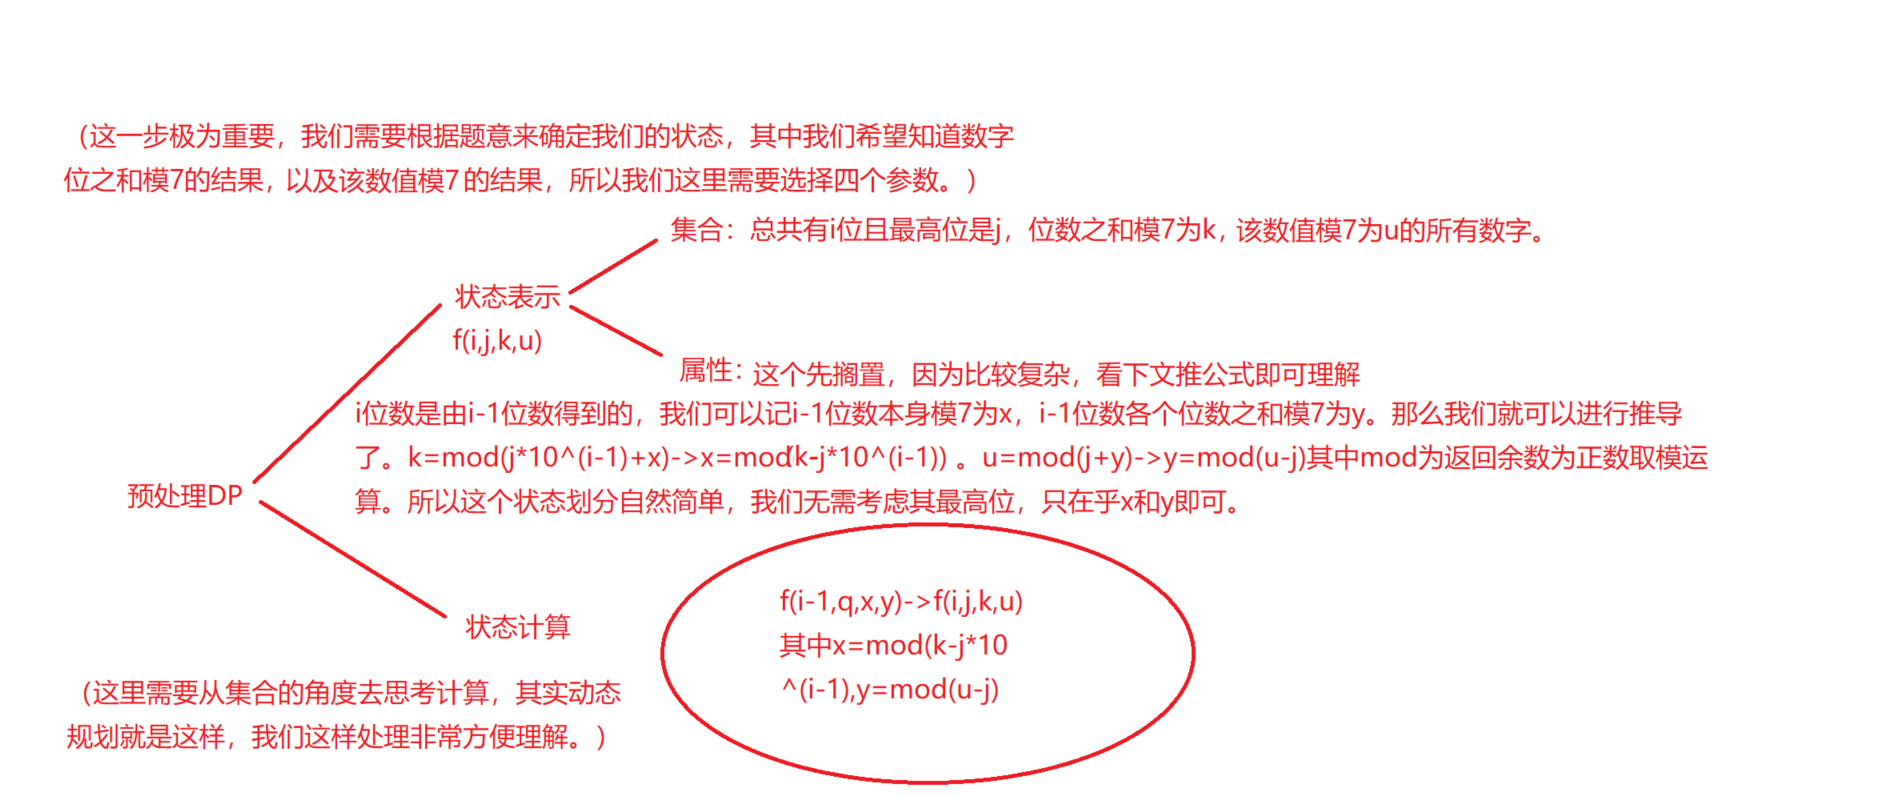 （这一步极为重要，我们需要根据题意来确定我们的状态，其中我们希望知道数字
位之和模7的结果，以及该数值模7的结果，所以我们这里需要选择四个参数。）
集合：总共有i位且最高位是j，位数之和模7为k，该数值模7为u的所有数字。
状态表示
f(i,j,k,u)
属性：这个先搁置，因为比较复杂，看下文推公式即可理解
i位数是由i-1位数得到的，我们可以记i-1位数本身模7为x，i-1位数各个位数之和模7为y。那么我们就可以进行推导
了。k=mod(j*10^(i-1)+x)->x=mod(k-j*10^(i-1)) 。u=mod(j+y)->y=mod(u-j)其中mod为返回余数为正数取模运
算。所以这个状态划分自然简单，我们无需考虑其最高位，只在乎x和y即可。
预处理DP
f(i-1,q,x,y)->f(i,j,k,u)
其中x=mod(k-j*10
^(i-1),y=mod(u-j)
状态计算
（这里需要从集合的角度去思考计算，其实动态
规划就是这样，我们这样处理非常方便理解。）